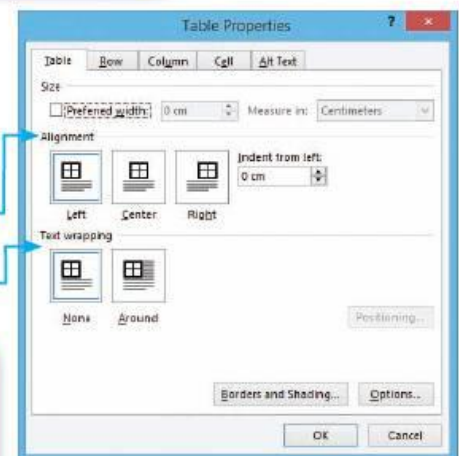 Table Properties ?
Table Row Column Cell Alt Text
Size
Preferred width: 0 cm Measure in: Centimeters
Alignment
Indent from left:
0 cm
Left Center Right
Text wrapping
None Around Positioning...
Borders and Shading... Options...
OK Cancel